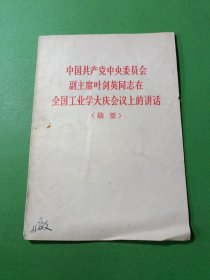 中国共产党中央委员会
副主席叶剑英同志在
全国工业学大庆会议上的讲话
（摘要）